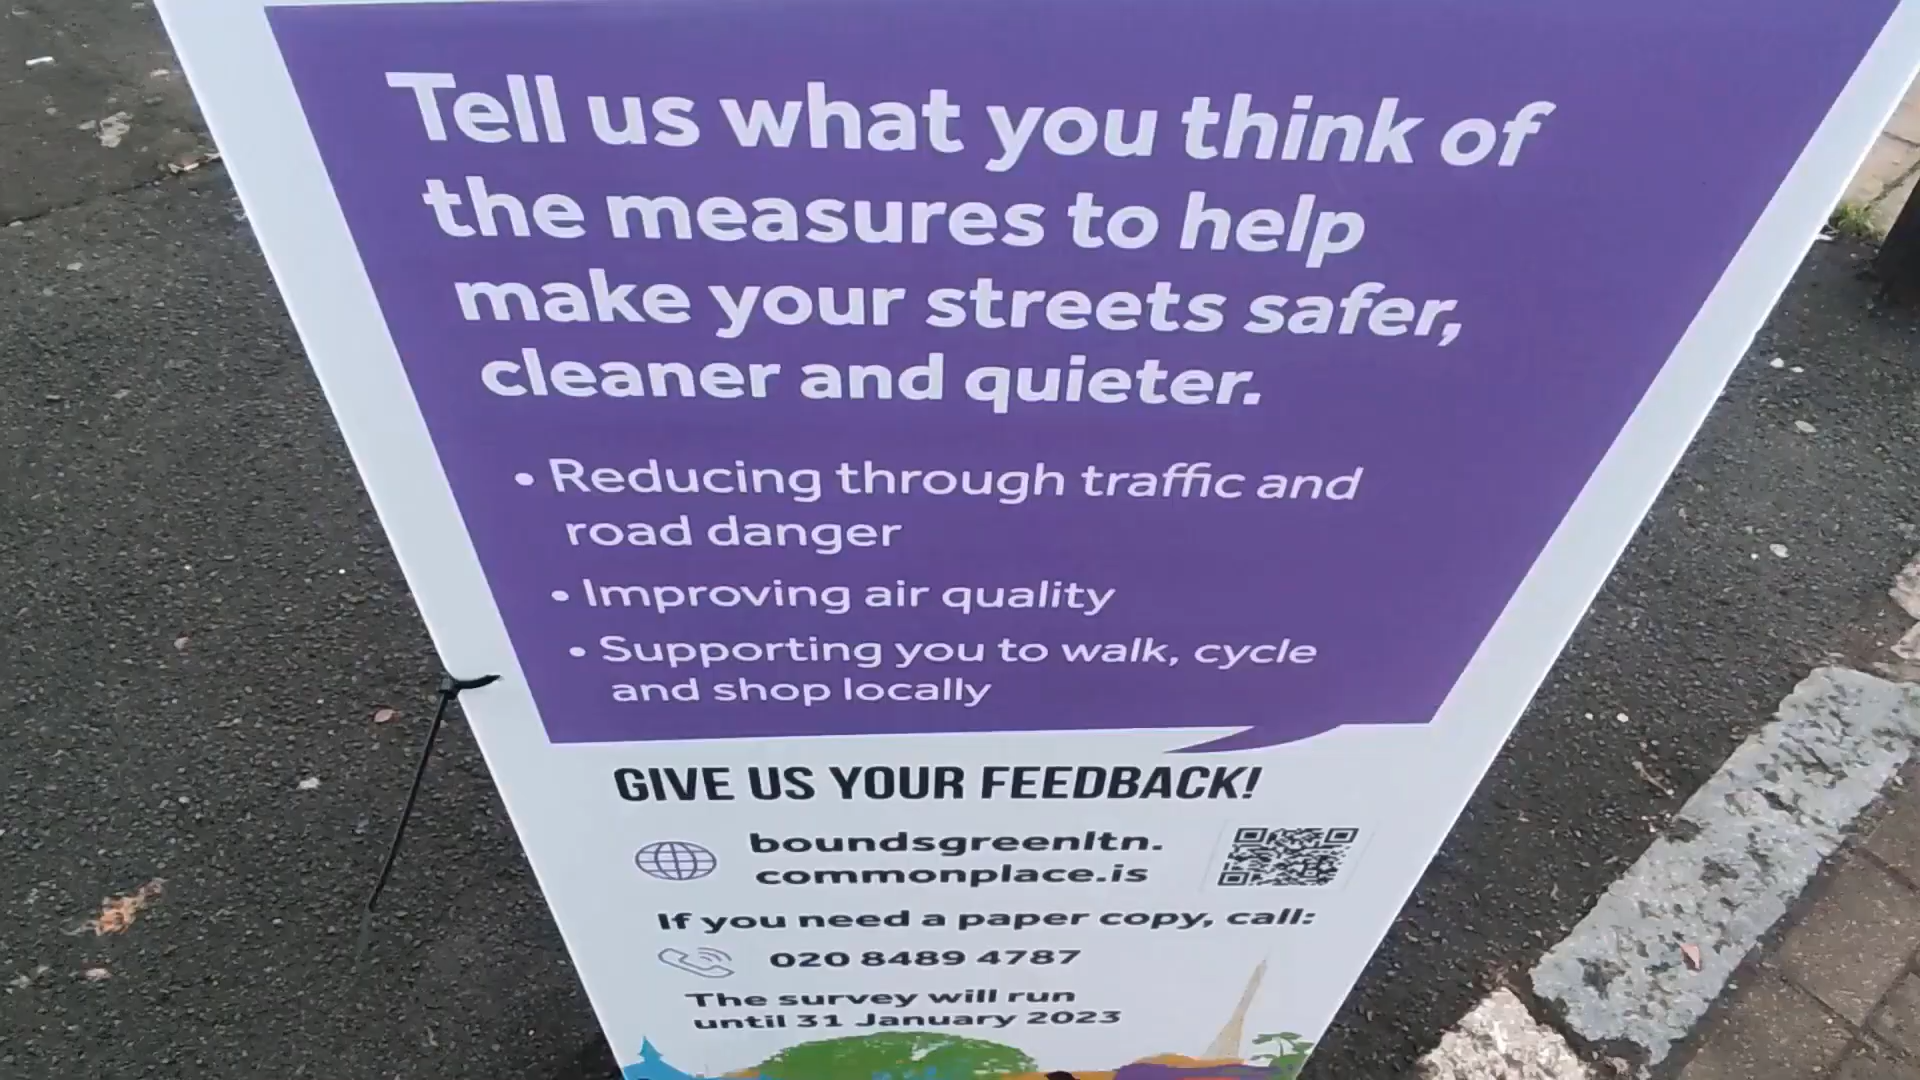 Tell us what you think of
the measures to help
make your streets safer,
cleaner and quieter.
• Reducing through traffic and
road danger
• Improving air quality
• Supporting you to walk, cycle
and shop locally
GIVE US YOUR FEEDBACK!
boundsgreenltn.
commonplace.is
If you need a paper copy, call:
020 8489 4787
The survey will run
until 31 January 2023